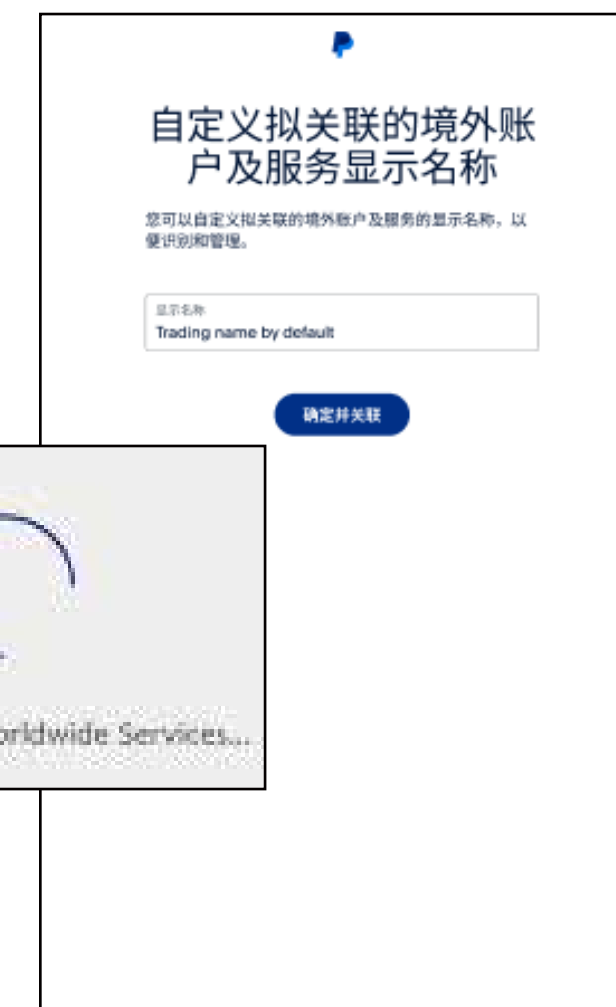 自定义拟关联的境外账
户及服务显示名称
您可以自定义拟关联的境外账户及服务的显示名称，以
便识别和管理。
显示名称
Trading name by default
确定并关联
orldwide Services...